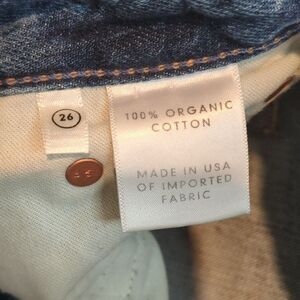 26
100% ORGANIC
COTTON
MADE IN USA
OF IMPORTED
FABRIC